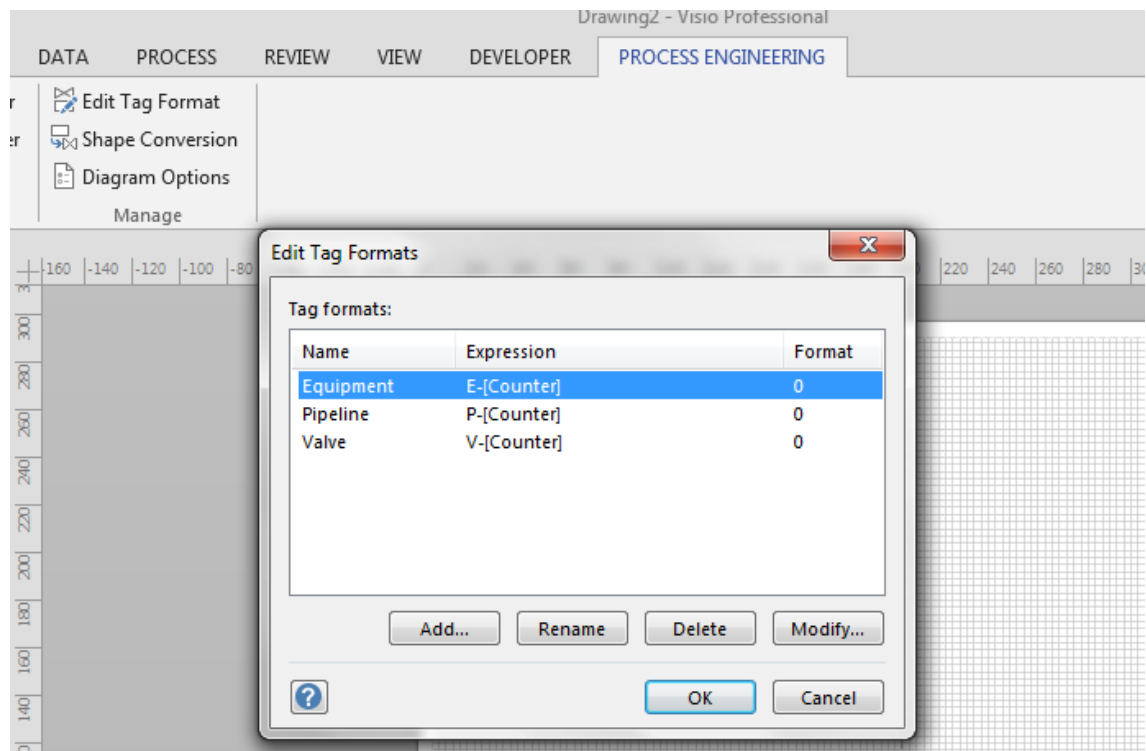 Drawing2 - Visio Professional
DATA PROCESS REVIEW VIEW DEVELOPER PROCESS ENGINEERING
Edit Tag Format
Shape Conversion
Diagram Options
Manage
Edit Tag Formats
-160 -140 -120 -100 -80 220 240 260 280
Tag formats:
Name Expression Format
Equipment E-[Counter] 0
Pipeline P-[Counter] 0
Valve V-[Counter] 0
300
280
260
240
220
200
180
160
140
Add... Rename Delete Modify...
? OK Cancel